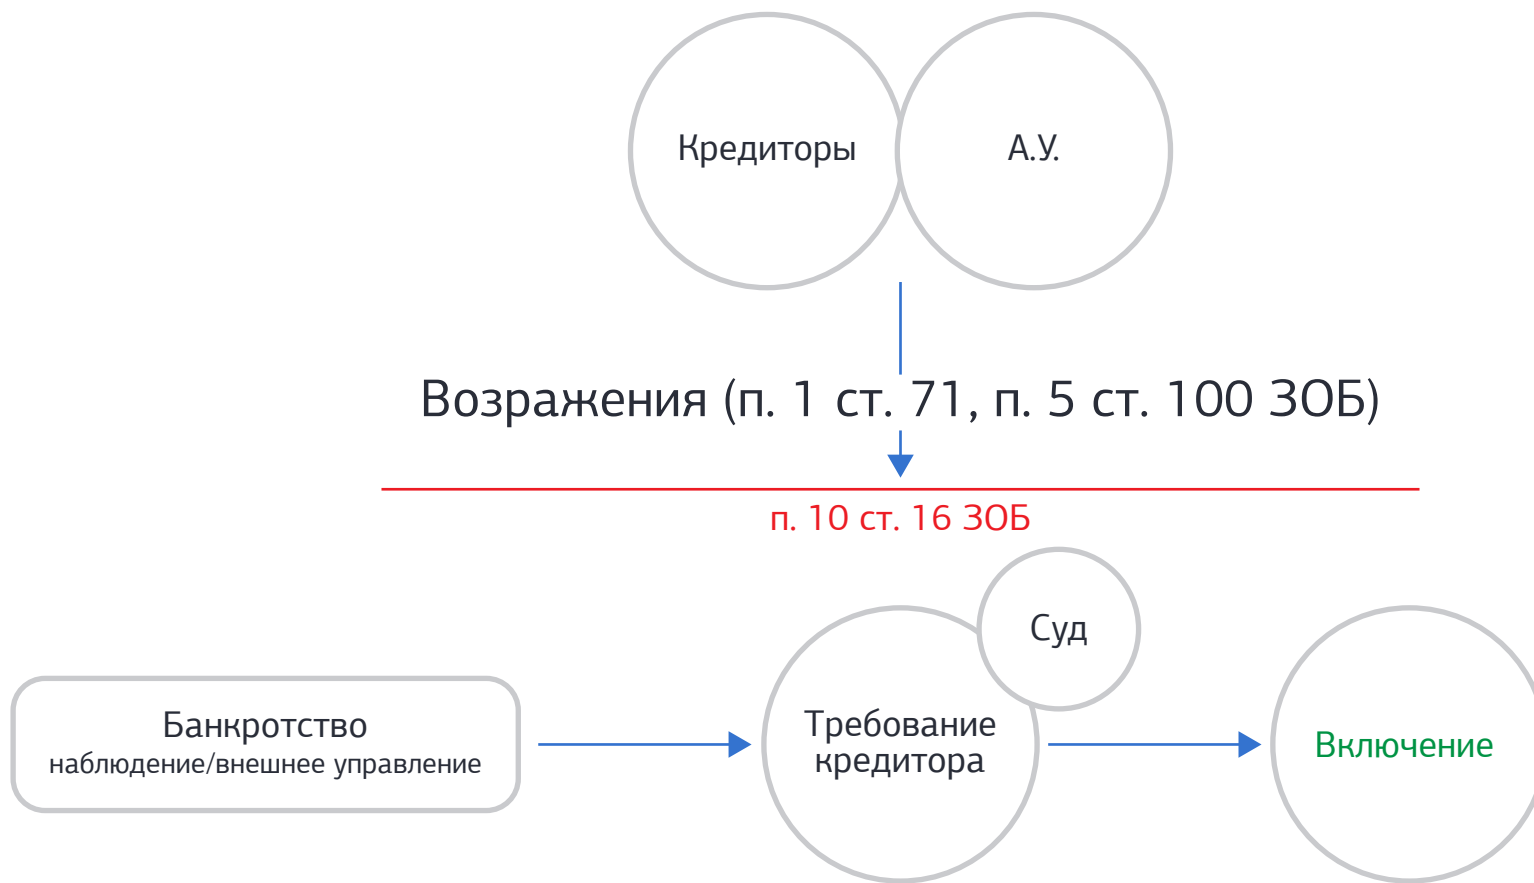 Кредиторы
А.У.
Возражения (п. 1 ст. 71, п. 5 ст. 100 ЗОБ)
п. 10 ст. 16 ЗОБ
Суд
Банкротство
наблюдение/внешнее управление
Требование
кредитора
Включение